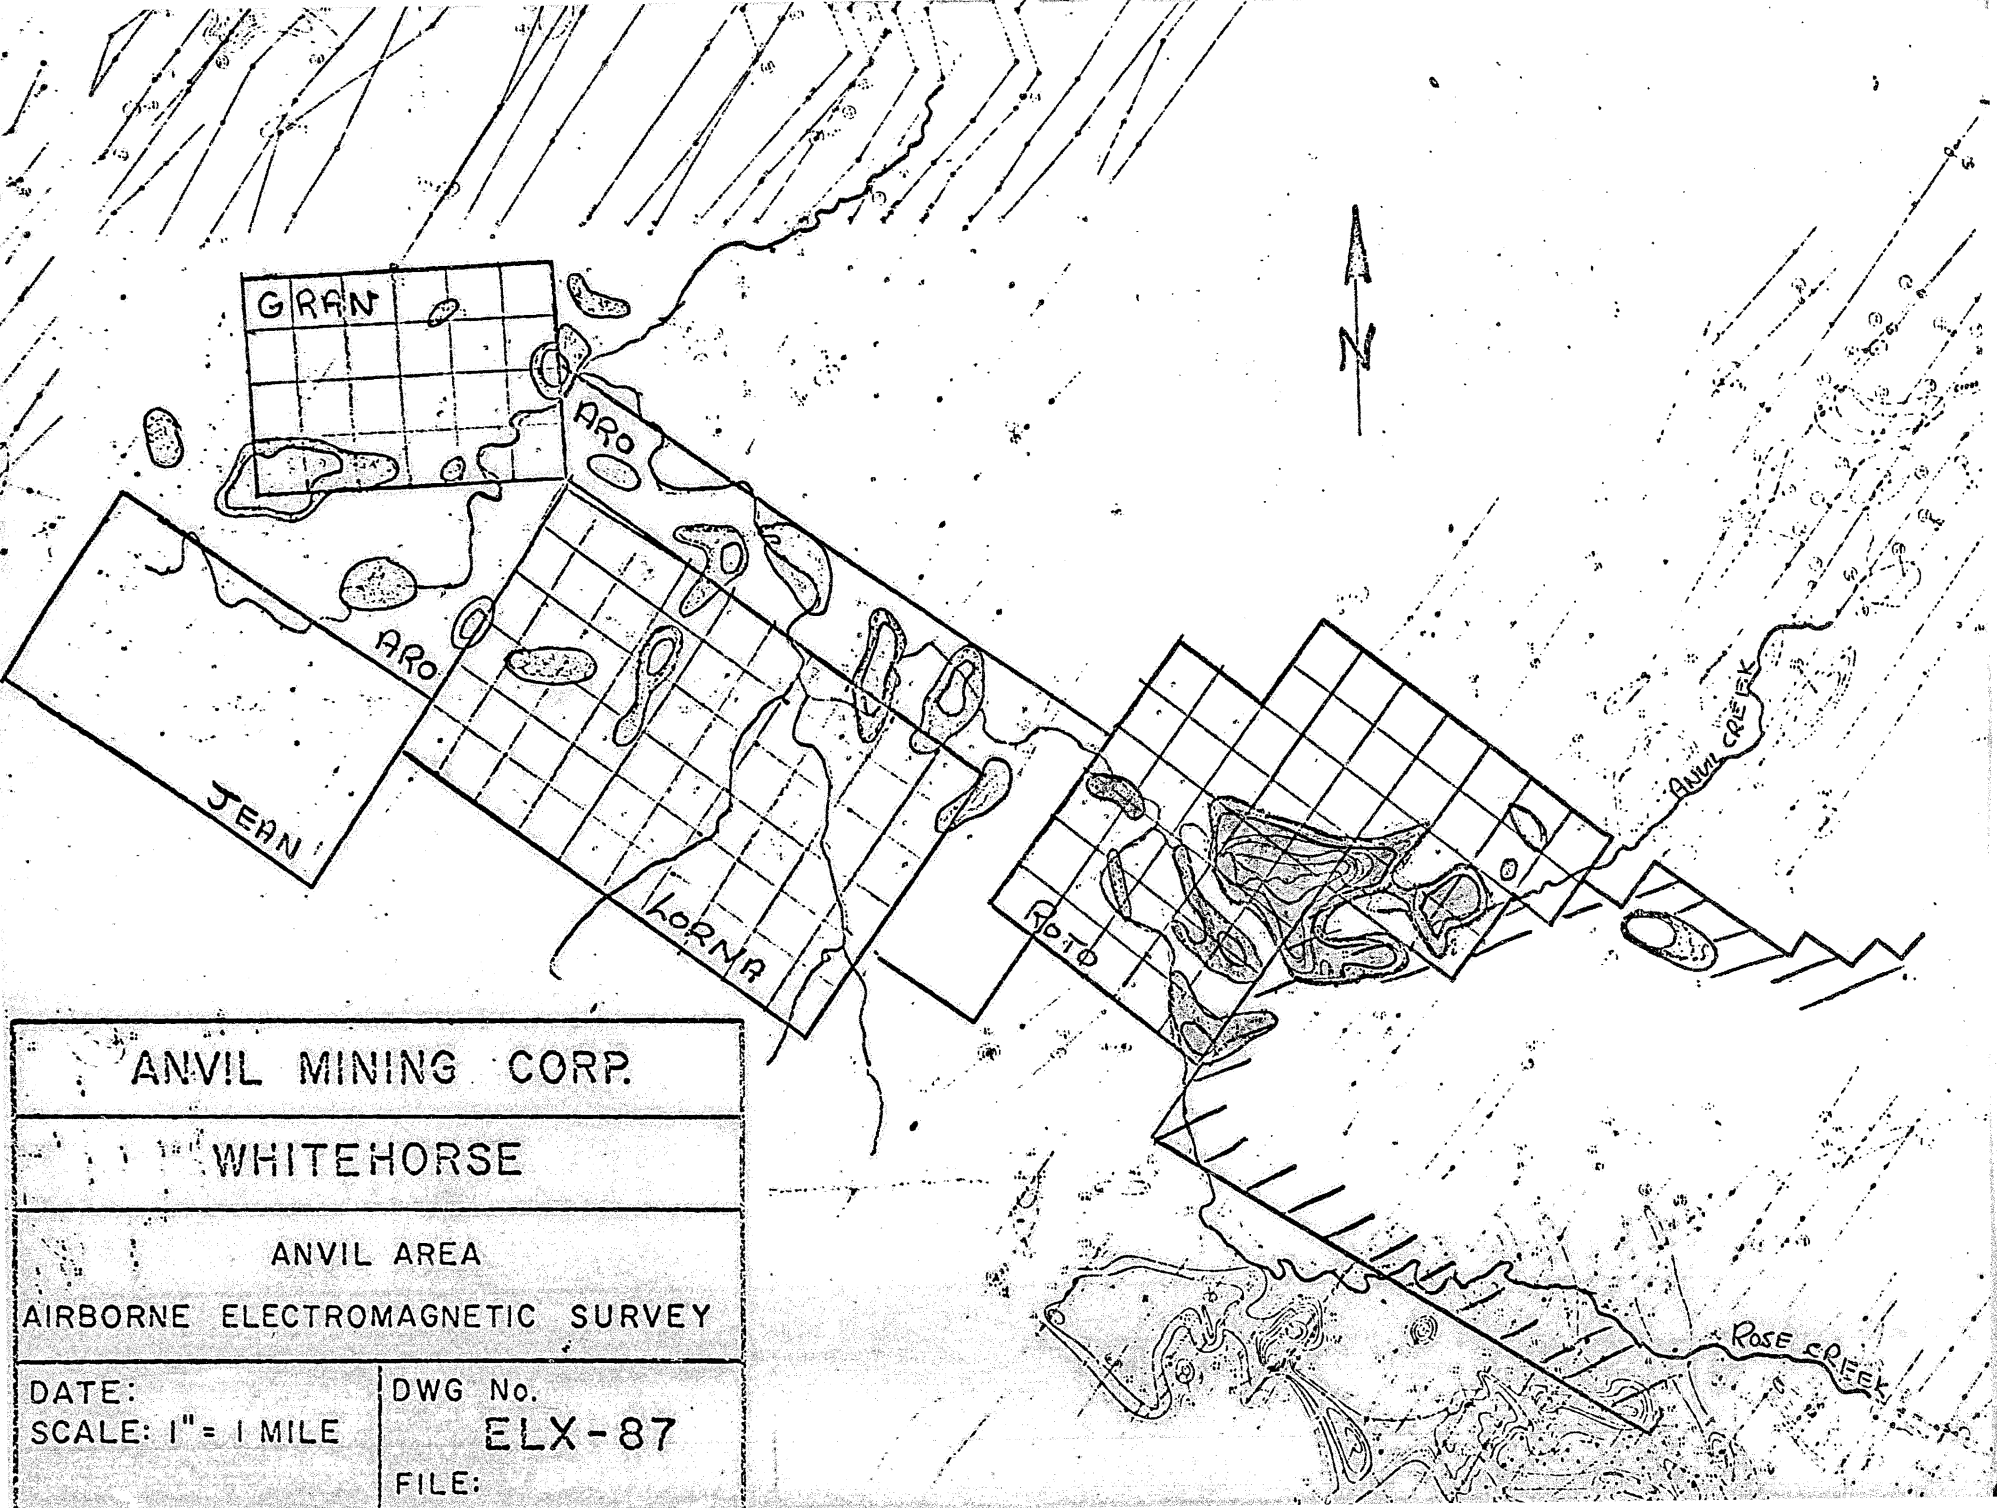 GRAN
N
ARO
ARO
ANVIL CREEK
JEAN
LORNA
ROTO
ROSE CREEK
ANVIL MINING CORP.
WHITEHORSE
ANVIL AREA
AIRBORNE ELECTROMAGNETIC SURVEY
DATE:
SCALE: 1" = 1 MILE
DWG No.
ELX-87
FILE: